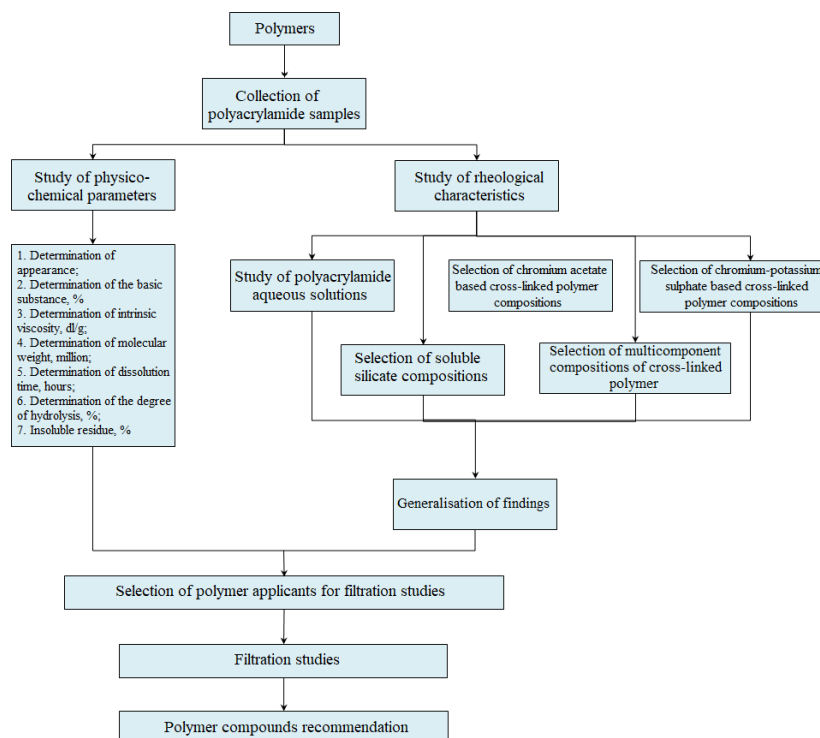 Polymers
Collection of
polyacrylamide samples
Study of physico-
chemical parameters
Study of rheological
characteristics
1. Determination of
appearance;
2. Determination of the basic
substance, %
3. Determination of intrinsic
viscosity, dl/g;
4. Determination of molecular
weight, million;
5. Determination of dissolution
time, hours;
6. Determination of the degree
of hydrolysis, %;
7. Insoluble residue, %
Study of polyacrylamide
aqueous solutions
Selection of chromium acetate
based cross-linked polymer
compositions
Selection of chromium-potassium
sulphate based cross-linked
polymer compositions
Selection of soluble
silicate compositions
Selection of multicomponent
compositions of cross-linked
polymer
Generalisation of findings
Selection of polymer applicants for filtration studies
Filtration studies
Polymer compounds recommendation